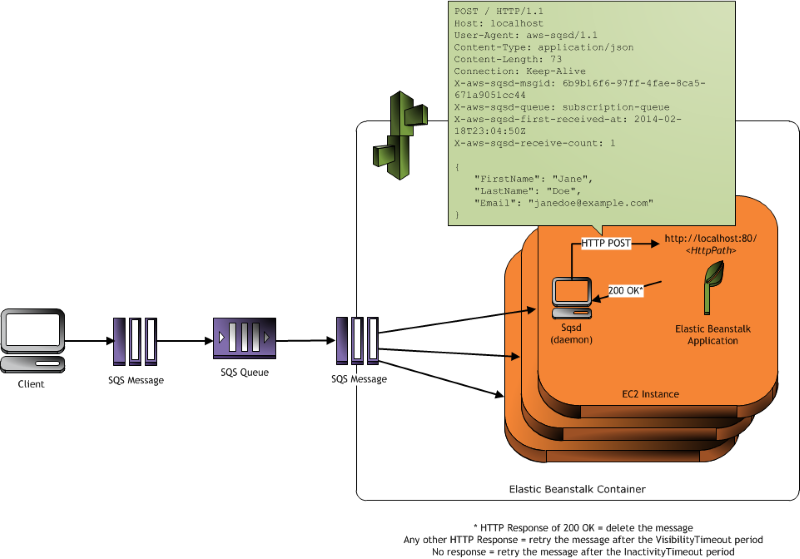 POST / HTTP/1.1
Host: localhost
User-Agent: aws-sqsd/1.1
Content-Type: application/json
Content-Length: 73
Connection: Keep-Alive
X-aws-sqsd-msgid: 6b9b16f6-97ff-4fae-8ca5-
671a9051cc44
X-aws-sqsd-queue: subscription-queue
X-aws-sqsd-first-received-at: 2014-02-
18T23:04:50Z
X-aws-sqsd-receive-count: 1
{
"FirstName": "Jane",
"LastName": "Doe",
"Email": "janedoe@example.com"
}
HTTP POST
http://localhost:80/
<HttpPath>
200 OK*
Sqsd
(daemon)
Elastic Beanstalk
Application
EC2 Instance
Client
SQS Message
SQS Queue
SQS Message
Elastic Beanstalk Container
* HTTP Response of 200 OK = delete the message
Any other HTTP Response = retry the message after the VisibilityTimeout period
No response = retry the message after the InactivityTimeout period